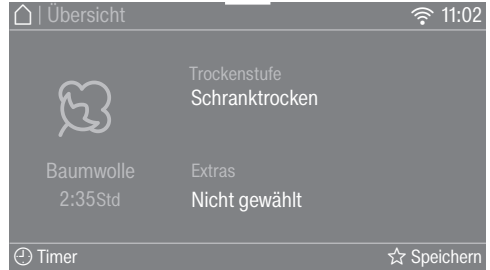 | Übersicht 11:02
Trockenstufe
Schranktrocken
Baumwolle
2:35Std
Extras
Nicht gewählt
Timer Speichern